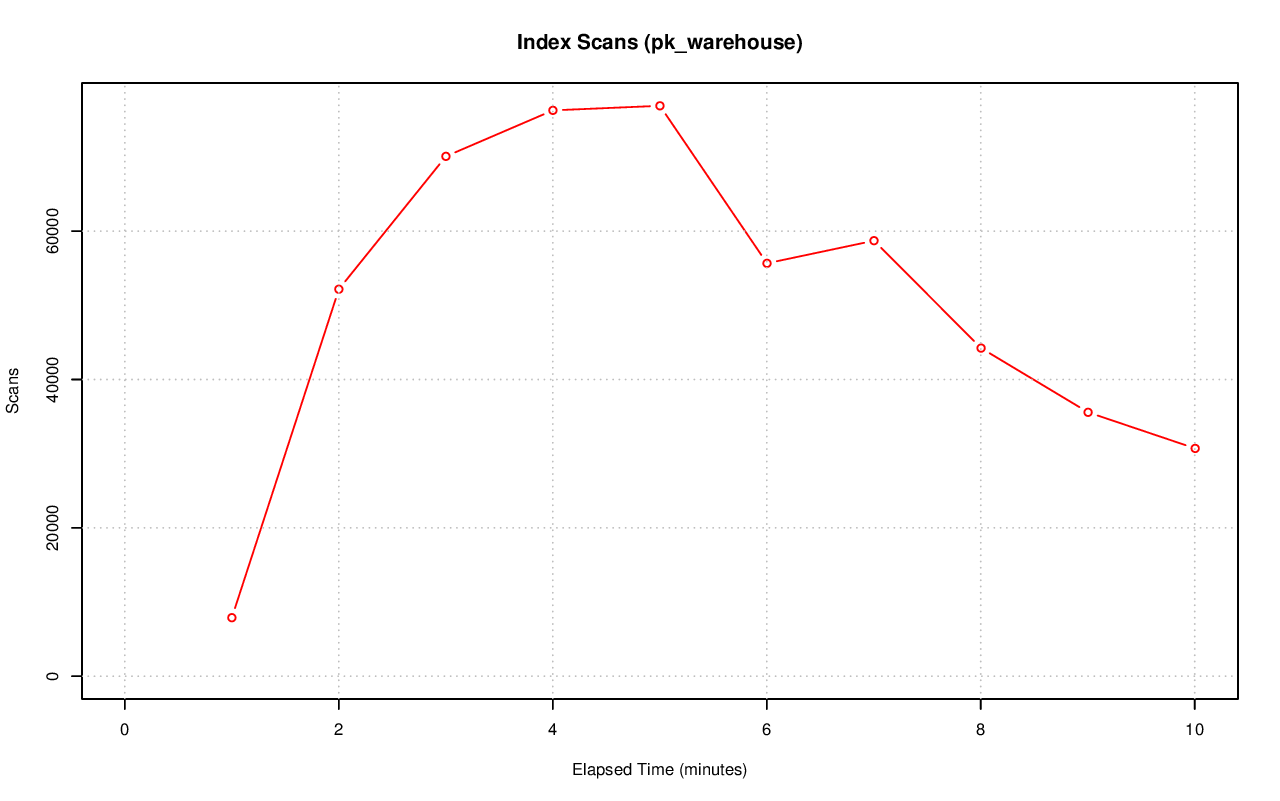 Index Scans (pk_warehouse)
Scans
60000
40000
20000
0
0 2 4 6 8 10
Elapsed Time (minutes)